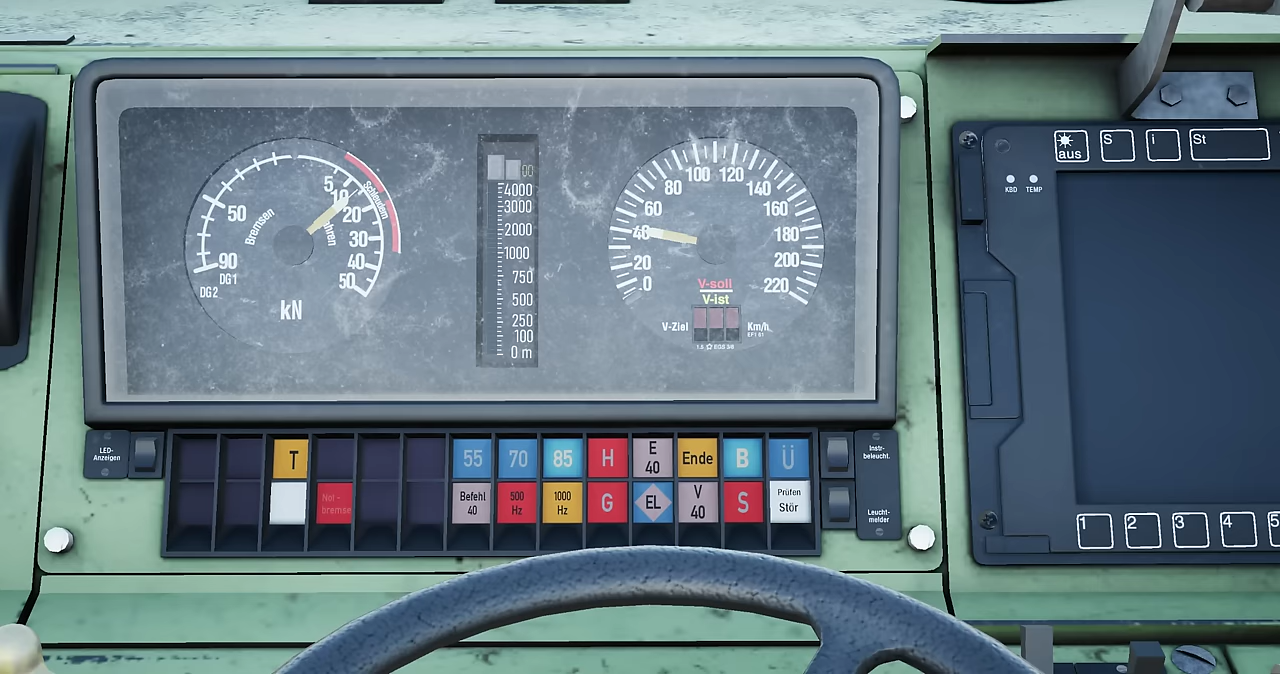 5
10
20
30
40
50
Schleudern
Bremsen
50
90
DG1
DG2
kN
4000
3000
2000
1000
750
500
250
100
0 m
0
20
40
60
80
100
120
140
160
180
200
220
V-soll
V-ist
V-Ziel
Km/h
LED-
Anzeigen
T
55
70
85
H
E
40
Ende
B
Ü
Not-
bremse
Befehl
40
500
Hz
1000
Hz
G
EL
V
40
S
Prüfen
Stör
Instr.
beleucht.
Leucht-
melder
aus
S
i
St
KBD
TEMP
1
2
3
4
5